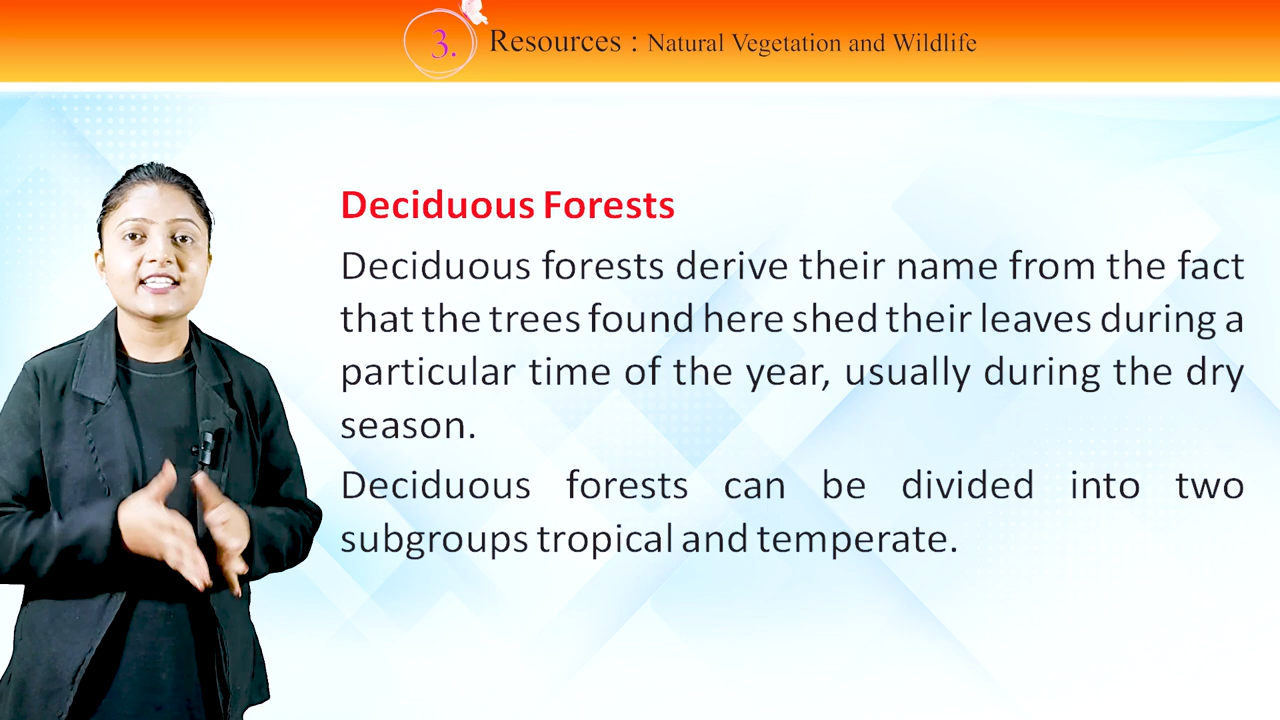 3. Resources : Natural Vegetation and Wildlife
Deciduous Forests
Deciduous forests derive their name from the fact
that the trees found here shed their leaves during a
particular time of the year, usually during the dry
season.
Deciduous forests can be divided into two
subgroups tropical and temperate.